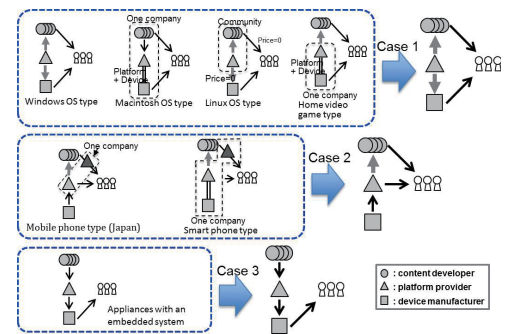 One company
Community
Price=0
Platform
+ Device
Price=0
Platform
+ Device
One company
Windows OS type
Macintosh OS type
Linux OS type
Home video
game type
Case 1
One company
Mobile phone type (Japan)
One company
Smart phone type
Case 2
Appliances with an
embedded system
Case 3
: content developer
: platform provider
: device manufacturer